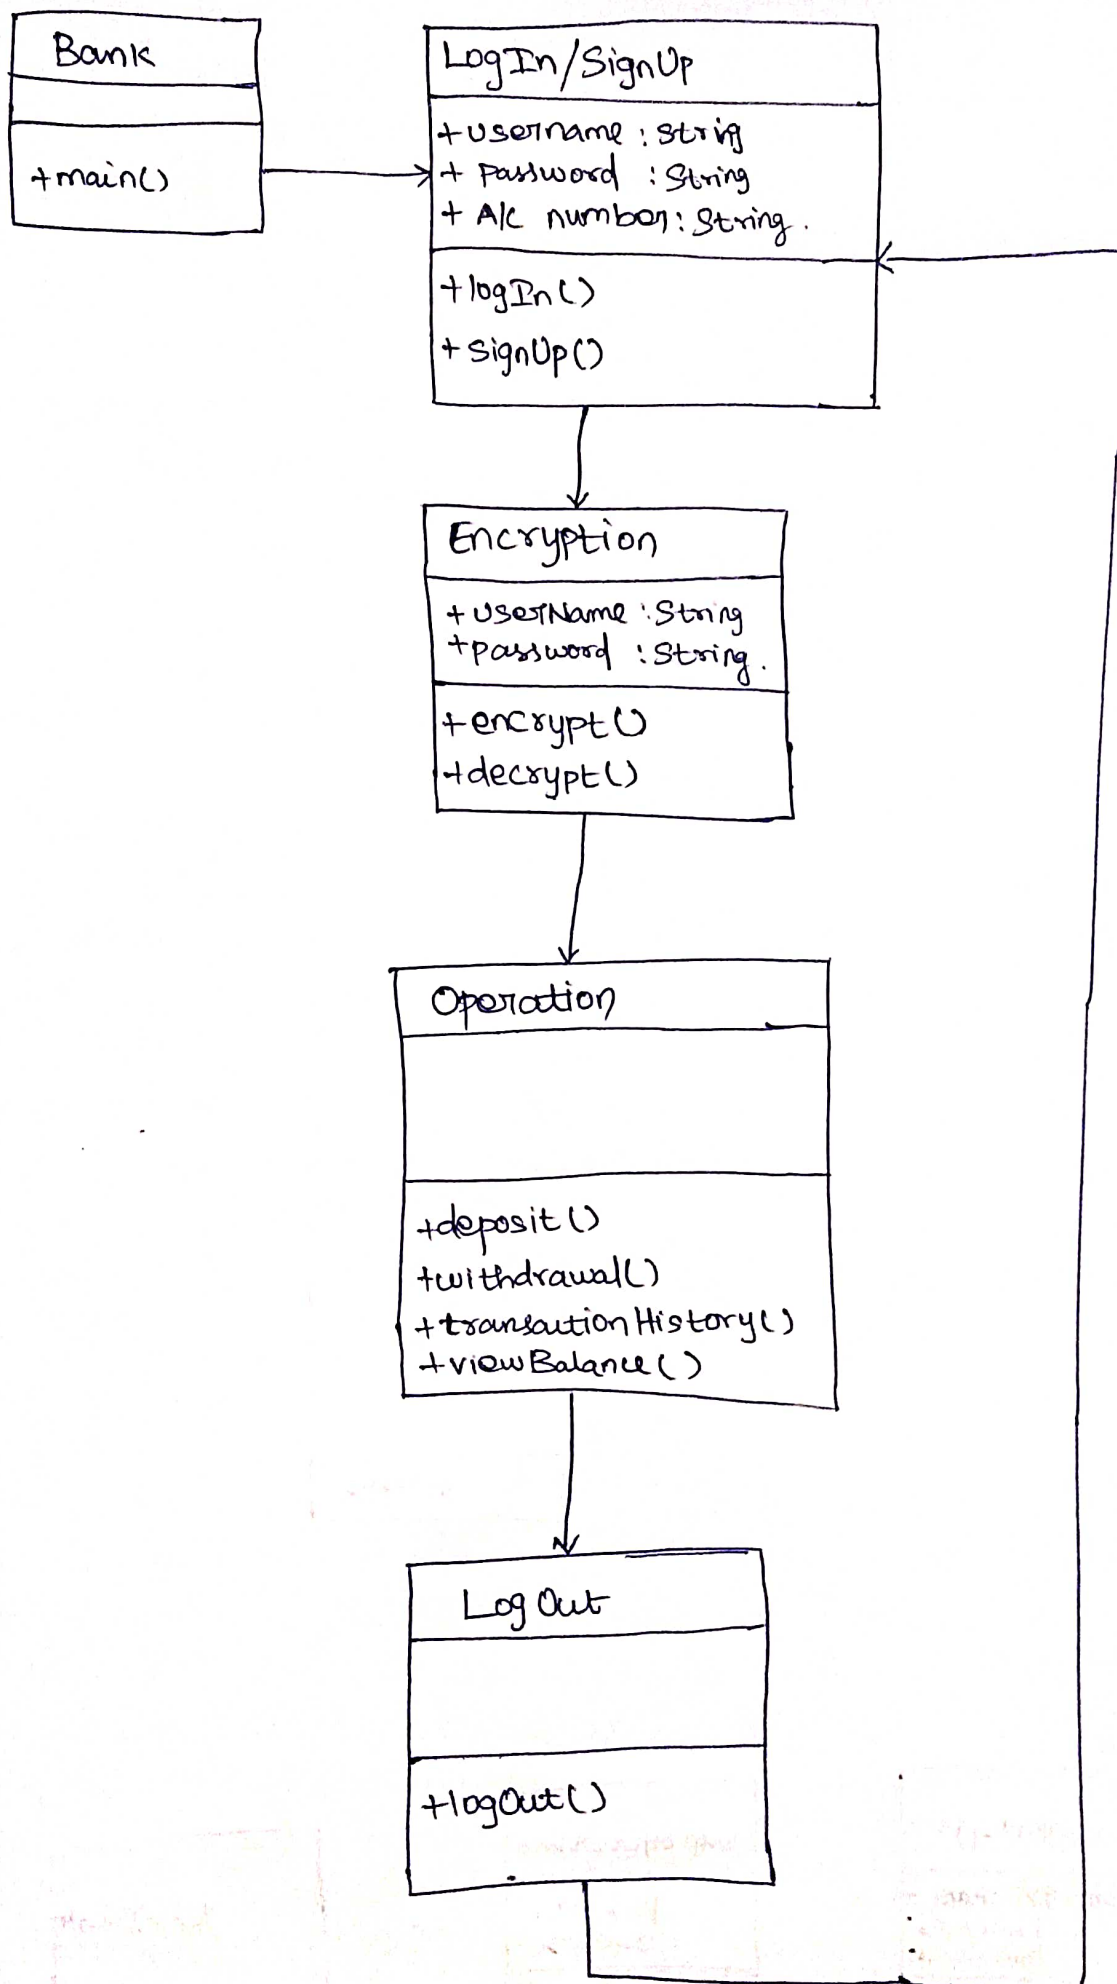 Bank
+main()
LogIn/SignUp
+username : String
+ password : String
+ A/c number : String.
+logIn()
+signUp()
Encryption
+userName : String
+password : String.
+encrypt()
+decrypt()
Operation
+deposit()
+withdrawal()
+transaction History()
+viewBalance()
Log Out
+logOut()